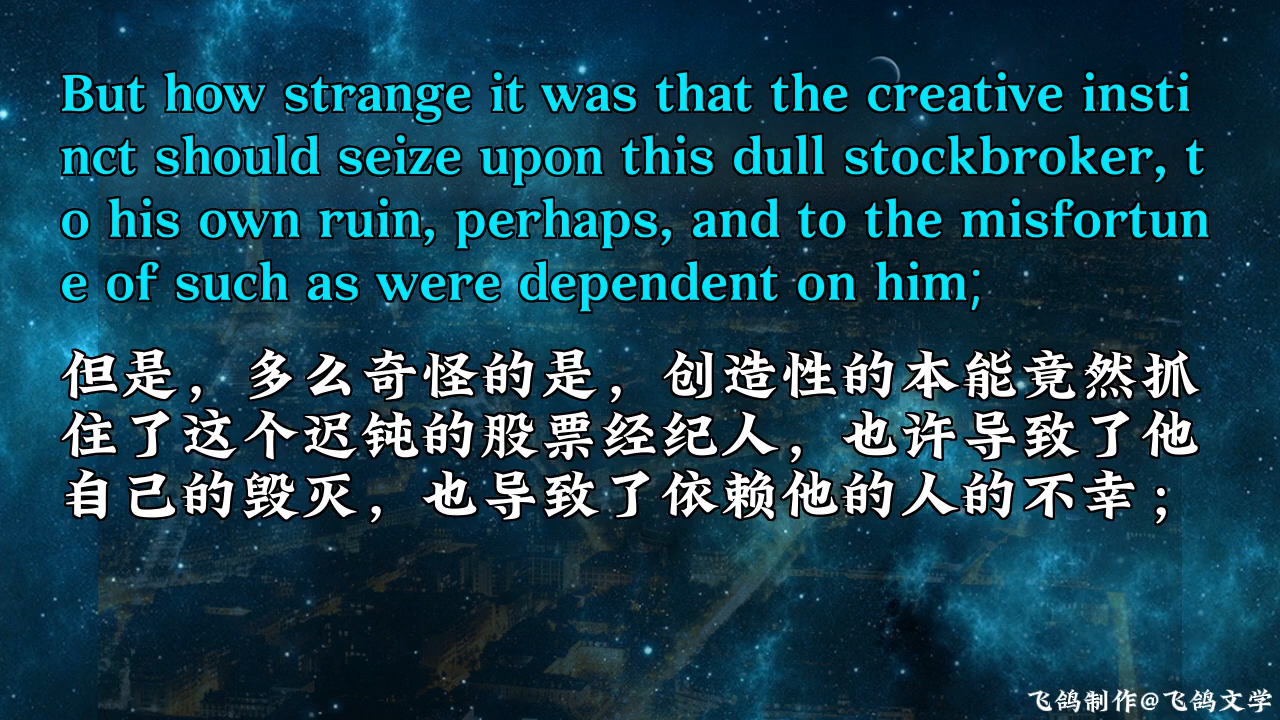 But how strange it was that the creative insti
nct should seize upon this dull stockbroker, t
o his own ruin, perhaps, and to the misfortun
e of such as were dependent on him;
但是，多么奇怪的是，创造性的本能竟然抓
住了这个迟钝的股票经纪人，也许导致了他
自己的毁灭，也导致了依赖他的人的不幸；
飞鸽制作@飞鸽文学